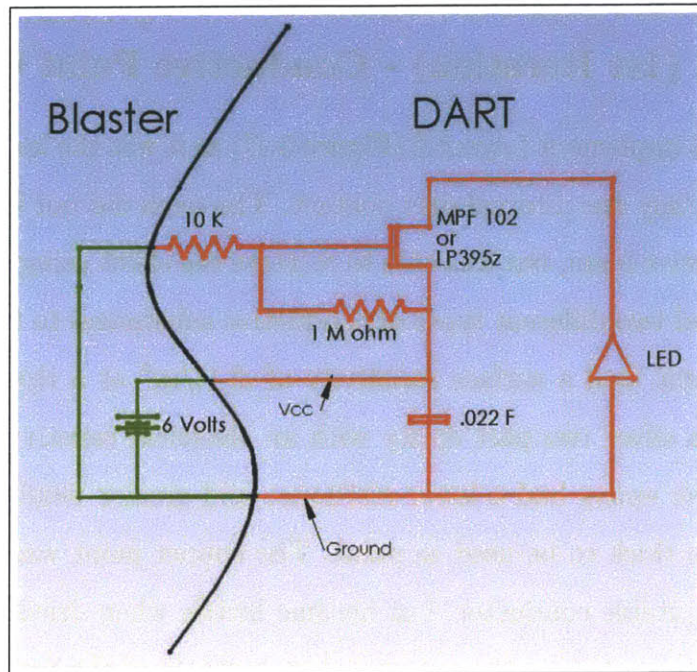 Blaster
DART
10 K
MPF 102
or
LP395z
1 M ohm
LED
Vcc
6 Volts
.022 F
Ground